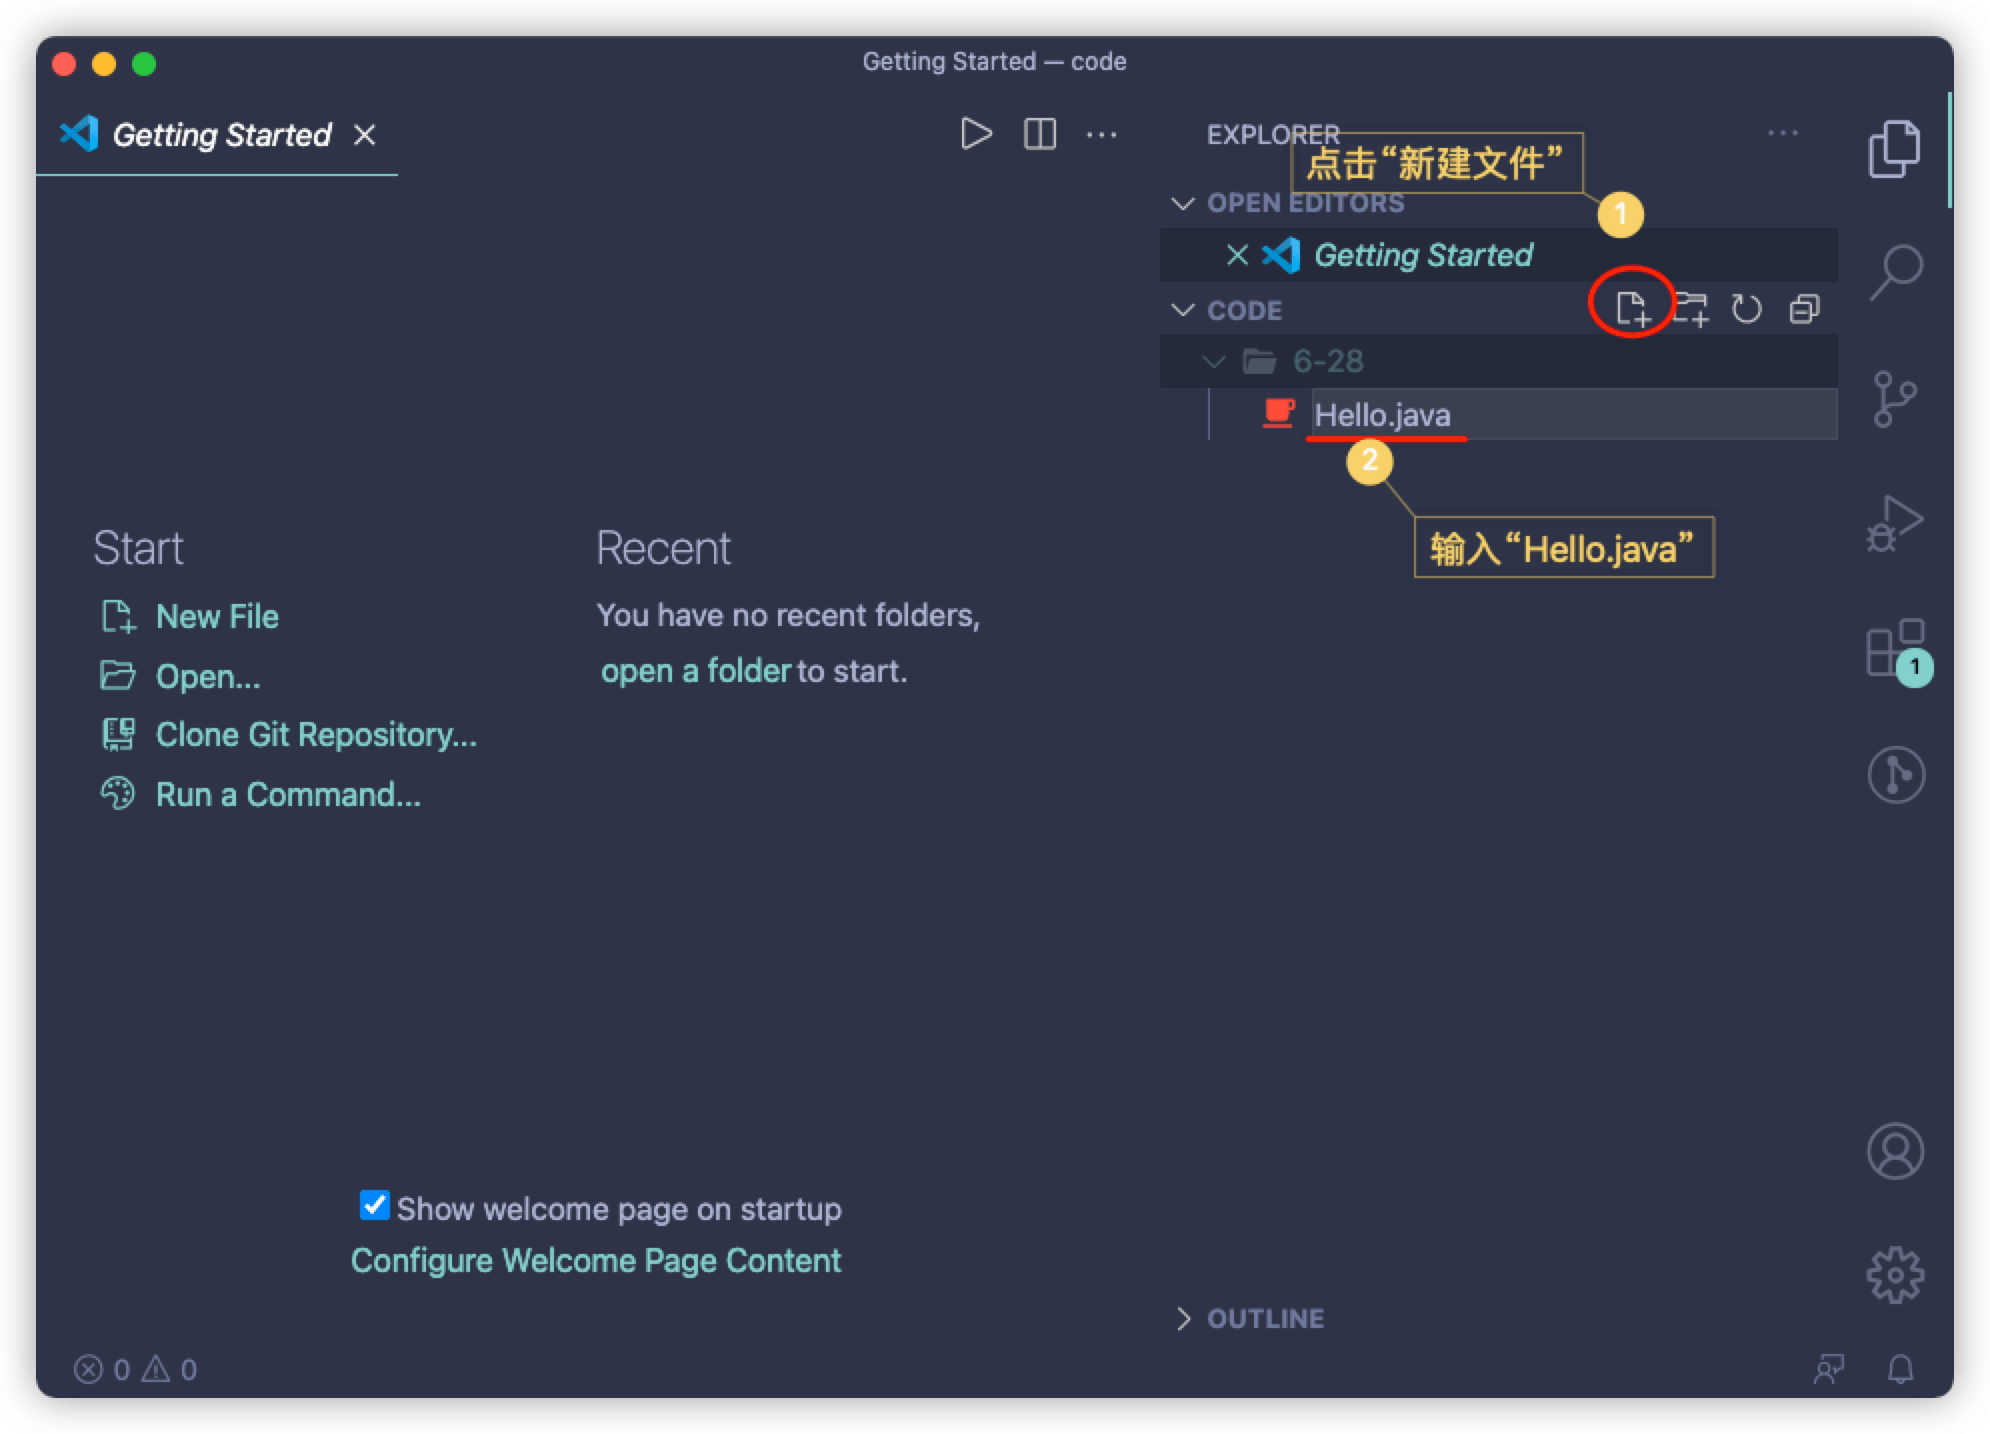 Getting Started — code
Getting Started
EXPLORER
点击“新建文件”
1
OPEN EDITORS
Getting Started
CODE
6-28
Hello.java
2
输入“Hello.java”
Start
New File
Open...
Clone Git Repository...
Run a Command...
Recent
You have no recent folders,
open a folder to start.
1
Show welcome page on startup
Configure Welcome Page Content
OUTLINE
0 0